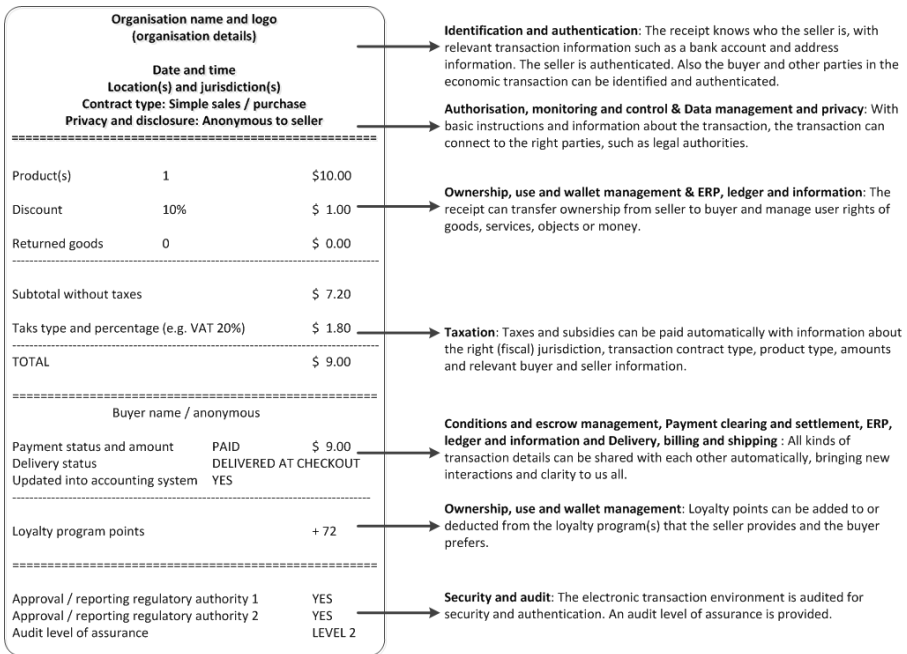 Organisation name and logo
(organisation details)
Date and time
Location(s) and jurisdiction(s)
Contract type: Simple sales / purchase
Privacy and disclosure: Anonymous to seller
====================================================
Product(s) 1 $10.00
Discount 10% $ 1.00
Returned goods 0 $ 0.00
--------------------------------------------------------------------------------
Subtotal without taxes $ 7.20
Taks type and percentage (e.g. VAT 20%) $ 1.80
--------------------------------------------------------------------------------
TOTAL $ 9.00
====================================================
Buyer name / anonymous
Payment status and amount PAID $ 9.00
Delivery status DELIVERED AT CHECKOUT
Updated into accounting system YES
--------------------------------------------------------------------------------
Loyalty program points + 72
====================================================
Approval / reporting regulatory authority 1 YES
Approval / reporting regulatory authority 2 YES
Audit level of assurance LEVEL 2
Identification and authentication: The receipt knows who the seller is, with
relevant transaction information such as a bank account and address
information. The seller is authenticated. Also the buyer and other parties in the
economic transaction can be identified and authenticated.
Authorisation, monitoring and control & Data management and privacy: With
basic instructions and information about the transaction, the transaction can
connect to the right parties, such as legal authorities.
Ownership, use and wallet management & ERP, ledger and information: The
receipt can transfer ownership from seller to buyer and manage user rights of
goods, services, objects or money.
Taxation: Taxes and subsidies can be paid automatically with information about
the right (fiscal) jurisdiction, transaction contract type, product type, amounts
and relevant buyer and seller information.
Conditions and escrow management, Payment clearing and settlement, ERP,
ledger and information and Delivery, billing and shipping : All kinds of
transaction details can be shared with each other automatically, bringing new
interactions and clarity to us all.
Ownership, use and wallet management: Loyalty points can be added to or
deducted from the loyalty program(s) that the seller provides and the buyer
prefers.
Security and audit: The electronic transaction environment is audited for
security and authentication. An audit level of assurance is provided.